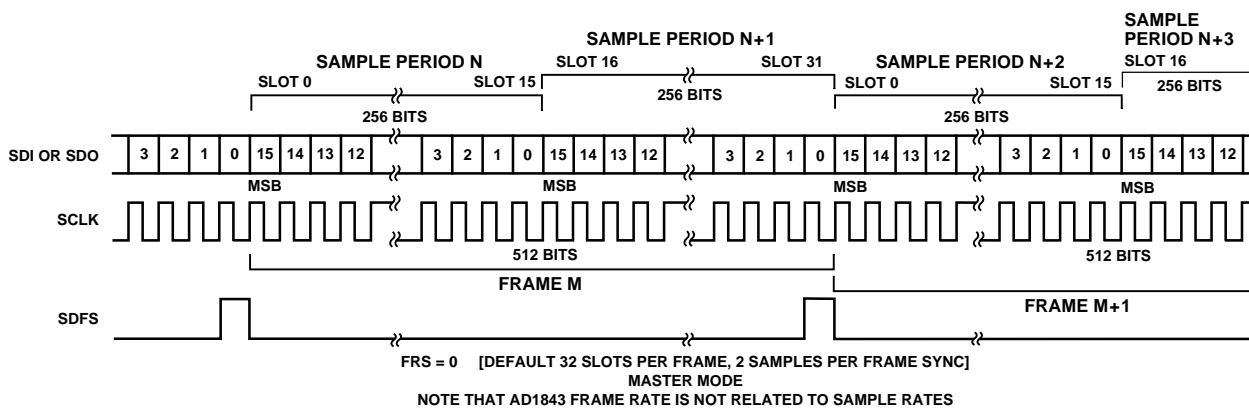 SAMPLE PERIOD N
SAMPLE PERIOD N+1
SAMPLE PERIOD N+2
SAMPLE
PERIOD N+3
SLOT 0
SLOT 15
SLOT 16
SLOT 31
SLOT 0
SLOT 15
SLOT 16
256 BITS
256 BITS
256 BITS
256 BITS
SDI OR SDO
3 2 1 0 15 14 13 12 3 2 1 0 15 14 13 12 3 2 1 0 15 14 13 12 3 2 1 0 15 14 13 12
MSB
MSB
MSB
MSB
SCLK
512 BITS
512 BITS
FRAME M
FRAME M+1
SDFS
FRS = 0 [DEFAULT 32 SLOTS PER FRAME, 2 SAMPLES PER FRAME SYNC]
MASTER MODE
NOTE THAT AD1843 FRAME RATE IS NOT RELATED TO SAMPLE RATES